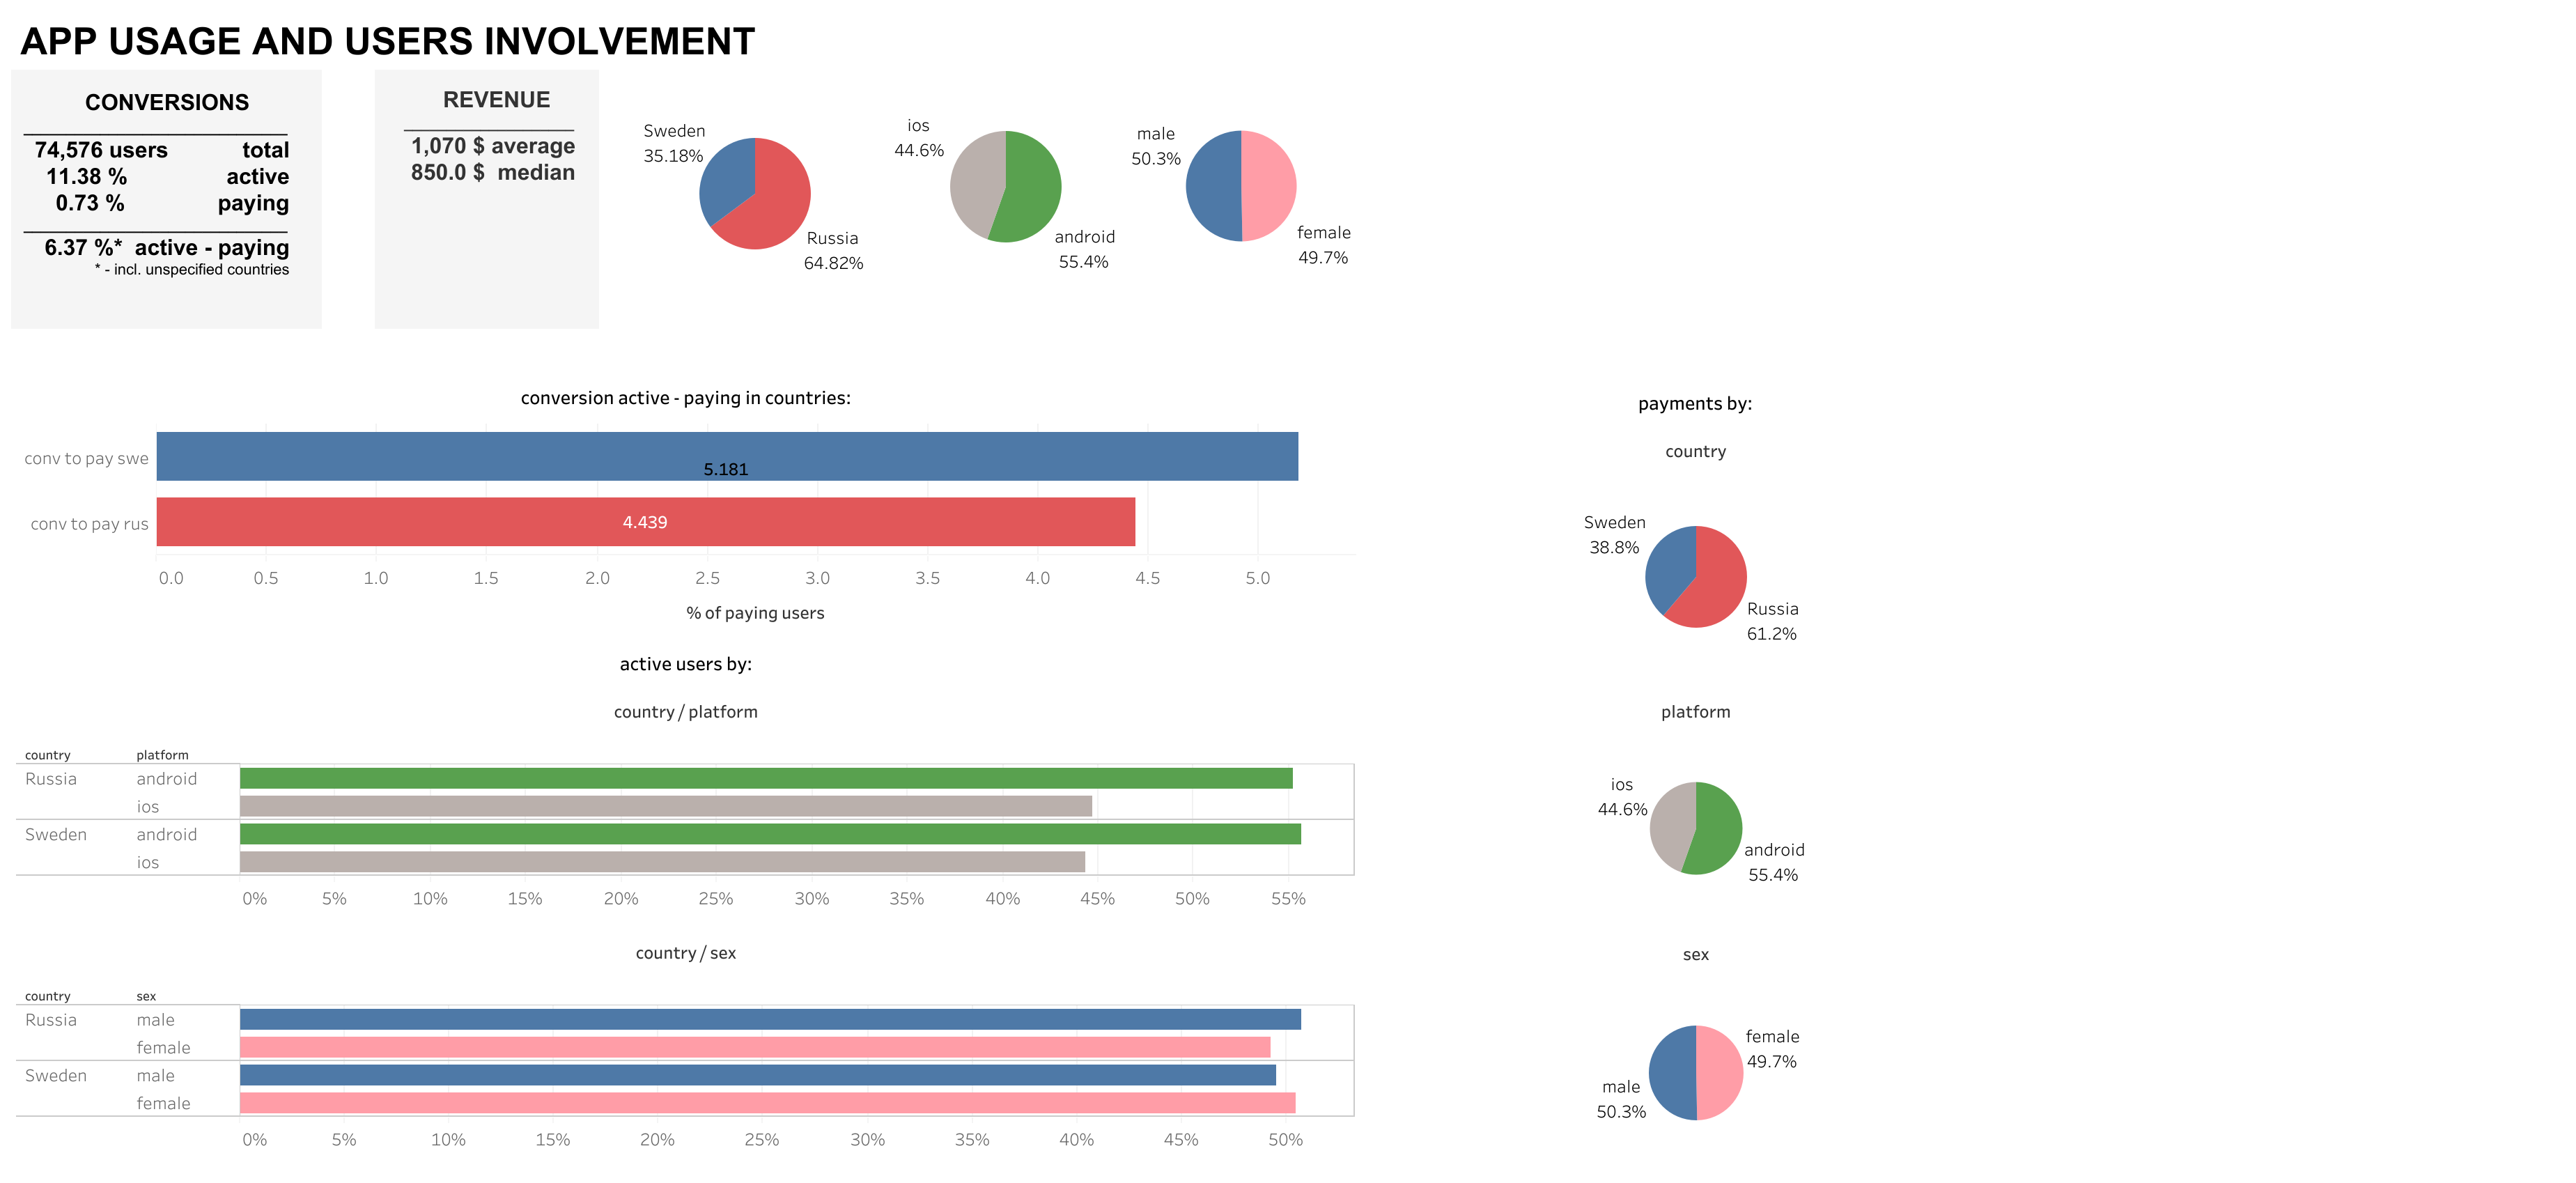 APP USAGE AND USERS INVOLVEMENT
CONVERSIONS
74,576 users total
11.38 % active
0.73 % paying
6.37 %* active - paying
* - incl. unspecified countries
REVENUE
1,070 $ average
850.0 $ median
Sweden
35.18%
Russia
64.82%
ios
44.6%
android
55.4%
male
50.3%
female
49.7%
conversion active - paying in countries:
conv to pay swe
5.181
conv to pay rus
4.439
0.0 0.5 1.0 1.5 2.0 2.5 3.0 3.5 4.0 4.5 5.0
% of paying users
active users by:
country / platform
country platform
Russia android
ios
Sweden android
ios
0% 5% 10% 15% 20% 25% 30% 35% 40% 45% 50% 55%
country / sex
country sex
Russia male
female
Sweden male
female
0% 5% 10% 15% 20% 25% 30% 35% 40% 45% 50%
payments by:
country
Sweden
38.8%
Russia
61.2%
platform
ios
44.6%
android
55.4%
sex
female
49.7%
male
50.3%